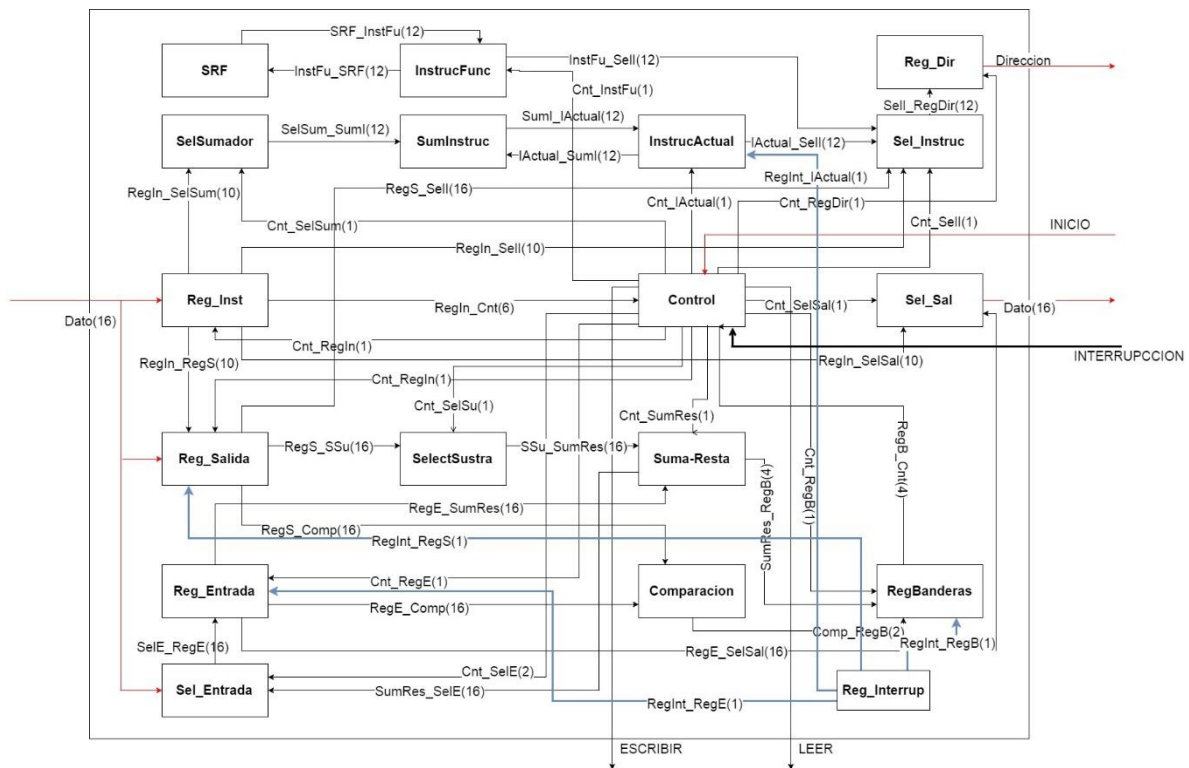 SRF_InstFu(12)
SRF
InstFu_SRF(12)
InstrucFunc
InstFu_SelI(12)
Cnt_InstFu(1)
Reg_Dir
Direccion
SelI_RegDir(12)
SelSumador
SelSum_SumI(12)
SumInstruc
SumI_IActual(12)
IActual_SumI(12)
InstrucActual
IActual_SelI(12)
Sel_Instruc
RegIn_SelSum(10)
RegS_SelI(16)
RegInt_IActual(1)
Cnt_IActual(1)
Cnt_RegDir(1)
Cnt_SelSum(1)
Cnt_SelI(1)
INICIO
RegIn_SelI(10)
Reg_Inst
RegIn_Cnt(6)
Control
Cnt_SelSal(1)
Sel_Sal
Dato(16)
Dato(16)
Cnt_RegIn(1)
RegIn_RegS(10)
RegIn_SelSal(10)
INTERRUPCCION
Cnt_RegIn(1)
Cnt_SelSu(1)
Cnt_SumRes(1)
Reg_Salida
RegS_SSu(16)
SelectSustra
SSu_SumRes(16)
Suma-Resta
SumRes_RegB(4)
Cnt_RegB(1)
RegB_Cnt(4)
RegE_SumRes(16)
RegS_Comp(16)
RegInt_RegS(1)
Reg_Entrada
Cnt_RegE(1)
RegE_Comp(16)
Comparacion
RegBanderas
Comp_RegB(2)
RegInt_RegB(1)
RegE_SelSal(16)
SelE_RegE(16)
Sel_Entrada
Cnt_SelE(2)
SumRes_SelE(16)
RegInt_RegE(1)
Reg_Interrup
ESCRIBIR
LEER